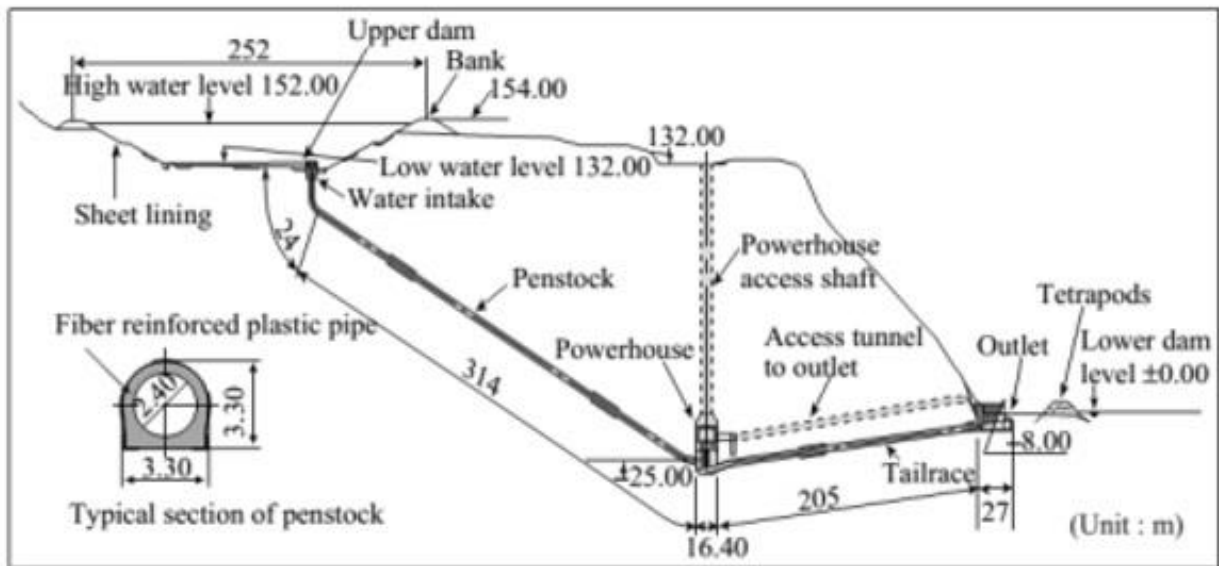 Upper dam
252
Bank
High water level 152.00
154.00
132.00
Low water level 132.00
Water intake
Sheet lining
24
Powerhouse
access shaft
Penstock
Tetrapods
Fiber reinforced plastic pipe
Powerhouse
Access tunnel
to outlet
Outlet
Lower dam
level ±0.00
314
2.40
3.30
3.30
-25.00
-8.00
Tailrace
205
27
16.40
Typical section of penstock
(Unit : m)